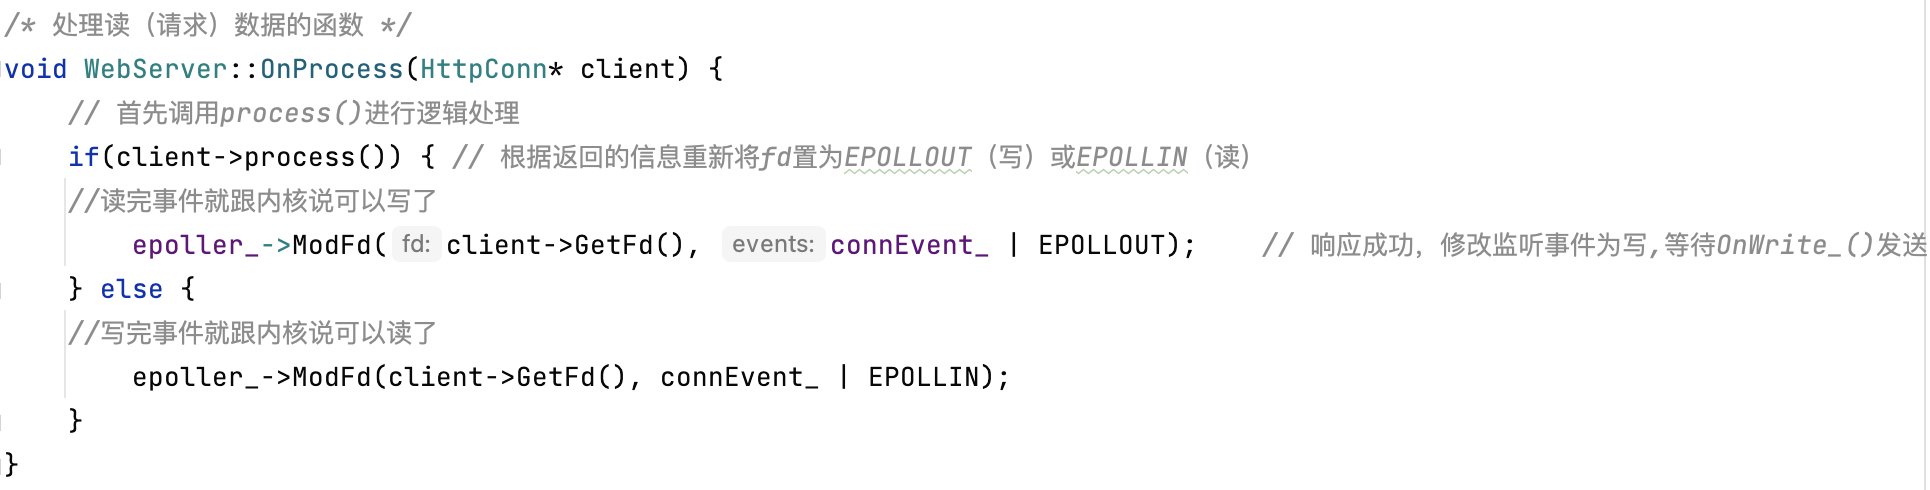 /* 处理读（请求）数据的函数 */
void WebServer::OnProcess(HttpConn* client) {
    // 首先调用process()进行逻辑处理
    if(client->process()) { // 根据返回的信息重新将fd置为EPOLLOUT（写）或EPOLLIN（读）
    //读完事件就跟内核说可以写了
        epoller_->ModFd( fd: client->GetFd(),  events: connEvent_ | EPOLLOUT);    // 响应成功，修改监听事件为写,等待OnWrite_()发送
    } else {
    //写完事件就跟内核说可以读了
        epoller_->ModFd(client->GetFd(), connEvent_ | EPOLLIN);
    }
}